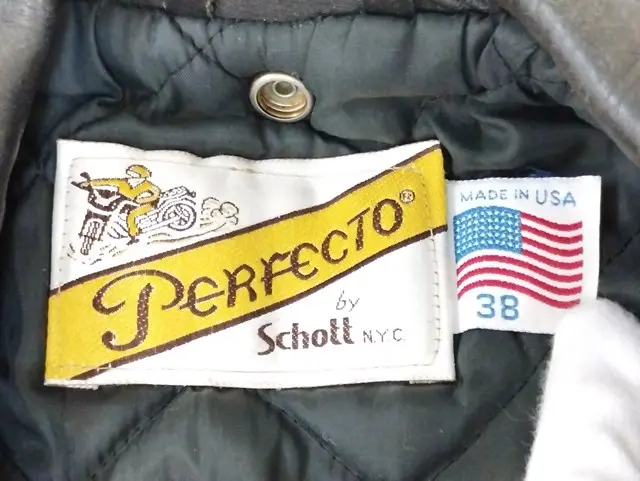 PERFECTO®
by
Schott N.Y.C.
MADE IN USA
38